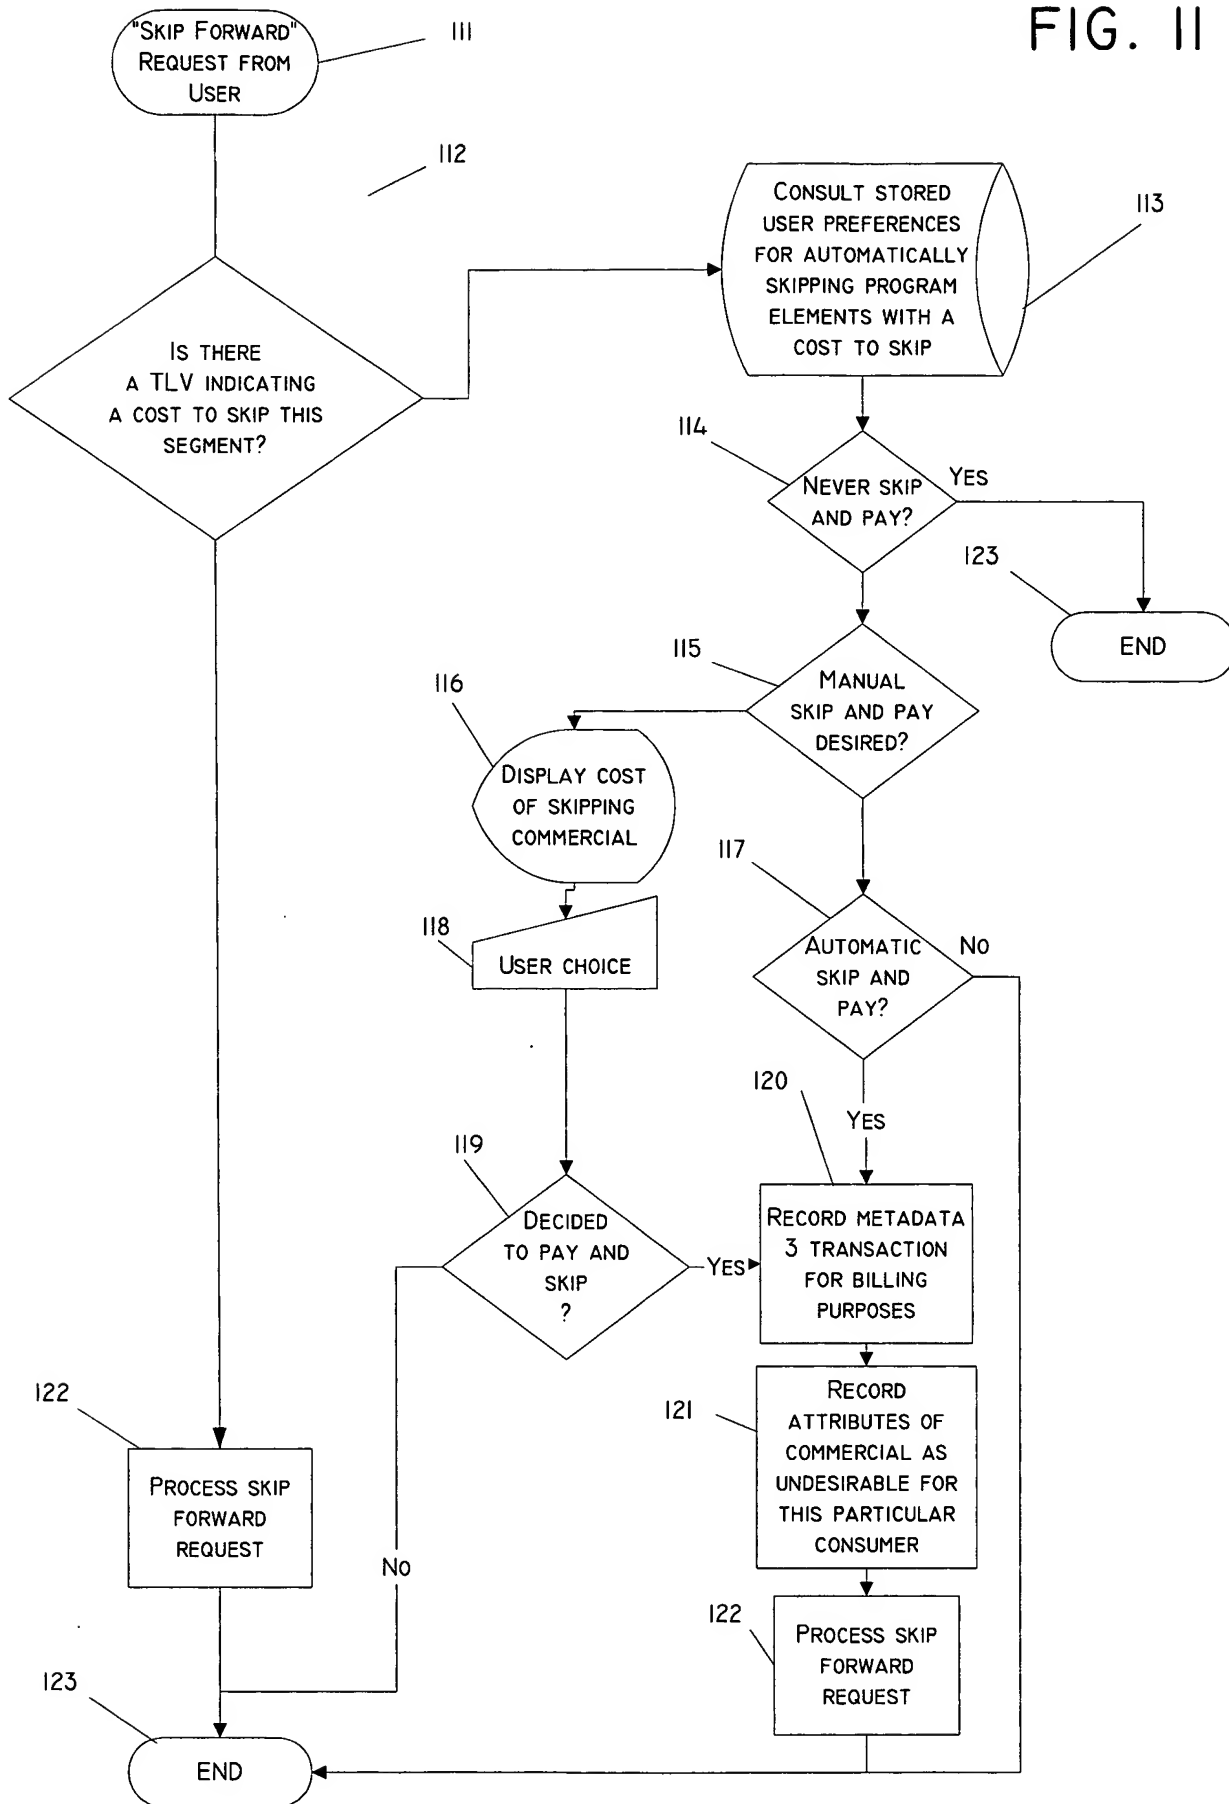 FIG. 11
"SKIP FORWARD"
REQUEST FROM
USER
111
112
IS THERE
A TLV INDICATING
A COST TO SKIP THIS
SEGMENT?
CONSULT STORED
USER PREFERENCES
FOR AUTOMATICALLY
SKIPPING PROGRAM
ELEMENTS WITH A
COST TO SKIP
113
114
NEVER SKIP
AND PAY?
YES
123
END
115
MANUAL
SKIP AND PAY
DESIRED?
116
DISPLAY COST
OF SKIPPING
COMMERCIAL
117
AUTOMATIC
SKIP AND
PAY?
NO
YES
118
USER CHOICE
119
DECIDED
TO PAY AND
SKIP
?
YES
NO
120
RECORD METADATA
3 TRANSACTION
FOR BILLING
PURPOSES
121
RECORD
ATTRIBUTES OF
COMMERCIAL AS
UNDESIRABLE FOR
THIS PARTICULAR
CONSUMER
122
PROCESS SKIP
FORWARD
REQUEST
122
PROCESS SKIP
FORWARD
REQUEST
123
END